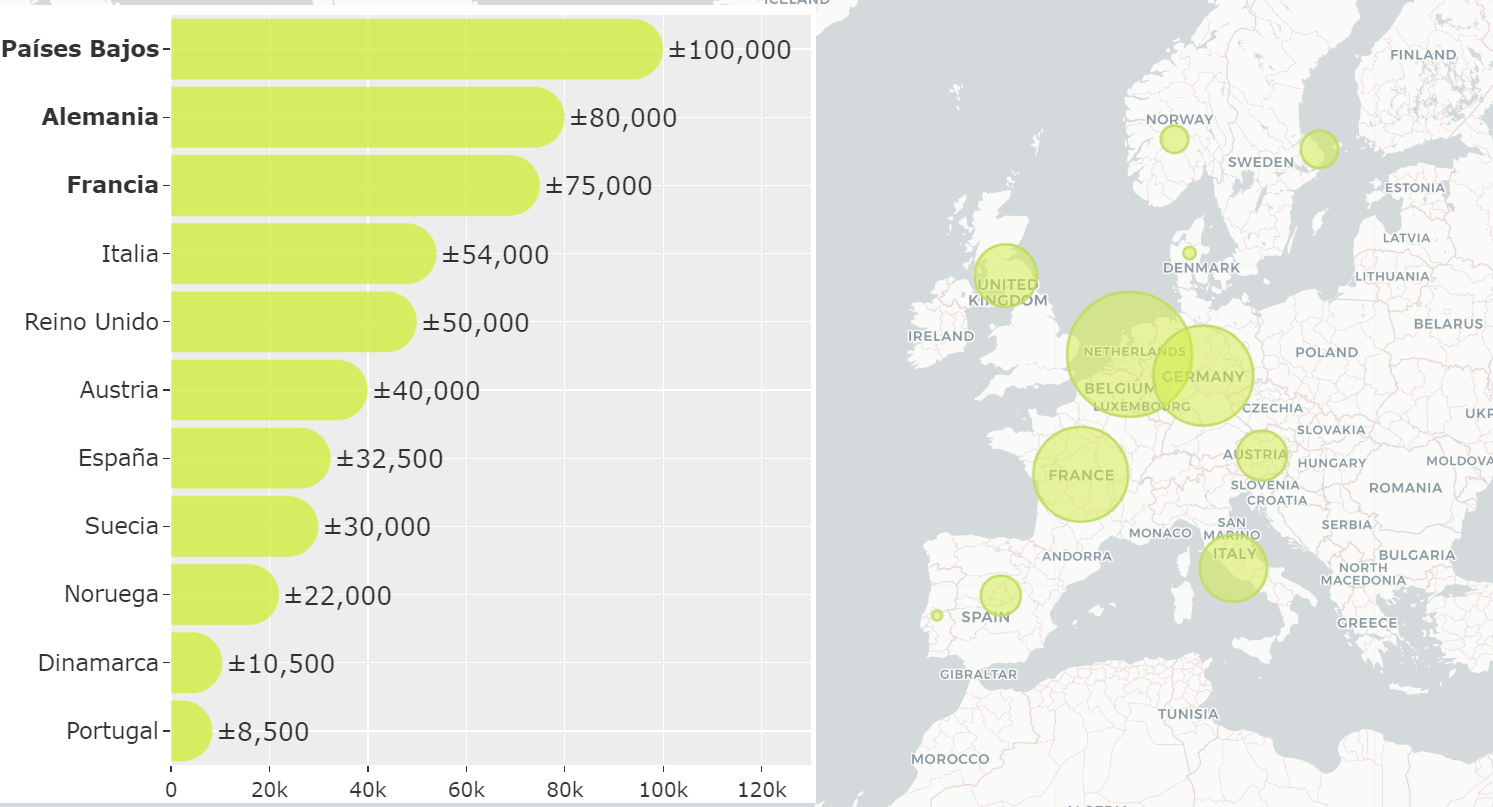 Países Bajos
±100,000
Alemania
±80,000
Francia
±75,000
Italia
±54,000
Reino Unido
±50,000
Austria
±40,000
España
±32,500
Suecia
±30,000
Noruega
±22,000
Dinamarca
±10,500
Portugal
±8,500
0 20k 40k 60k 80k 100k 120k
ICELAND
FINLAND
NORWAY
SWEDEN
ESTONIA
LATVIA
DENMARK
LITHUANIA
UNITED
KINGDOM
IRELAND
BELARUS
NETHERLANDS
POLAND
GERMANY
BELGIUM
LUXEMBOURG
CZECHIA
SLOVAKIA
AUSTRIA
HUNGARY
MOLDOVA
FRANCE
SLOVENIA
ROMANIA
CROATIA
SAN
MARINO
SERBIA
MONACO
ANDORRA
ITALY
BULGARIA
NORTH
MACEDONIA
SPAIN
GREECE
GIBRALTAR
TUNISIA
MOROCCO